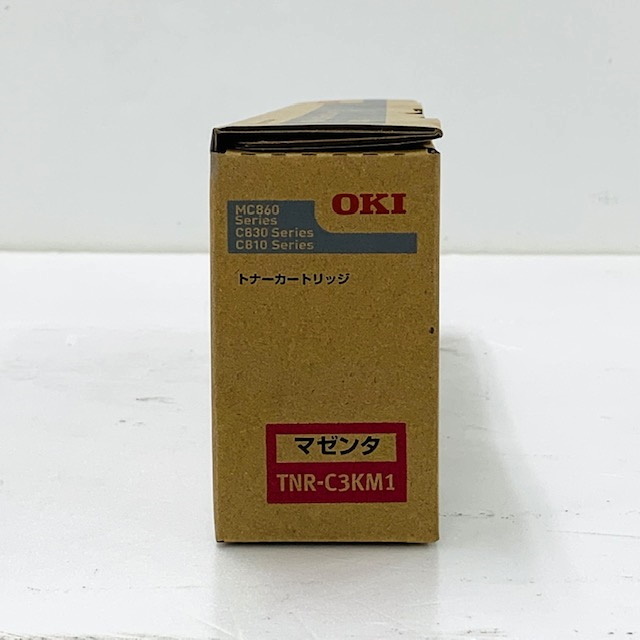 OKI
MC860
Series
C830 Series
C810 Series
トナーカートリッジ
マゼンタ
TNR-C3KM1